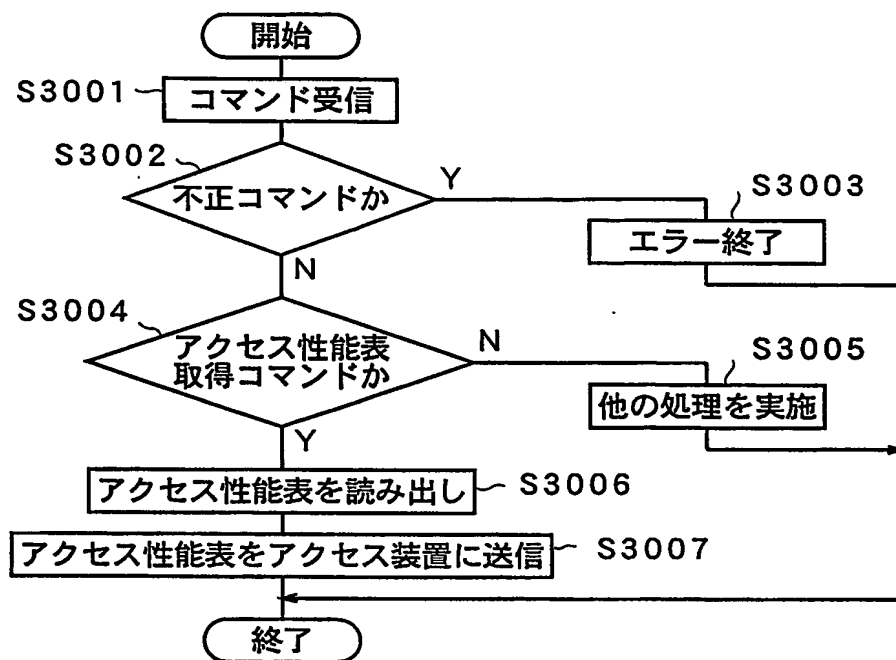 開始
S3001
コマンド受信
S3002
不正コマンドか
Y
S3003
エラー終了
N
S3004
アクセス性能表
取得コマンドか
N
S3005
他の処理を実施
Y
アクセス性能表を読み出し
S3006
アクセス性能表をアクセス装置に送信
S3007
終了